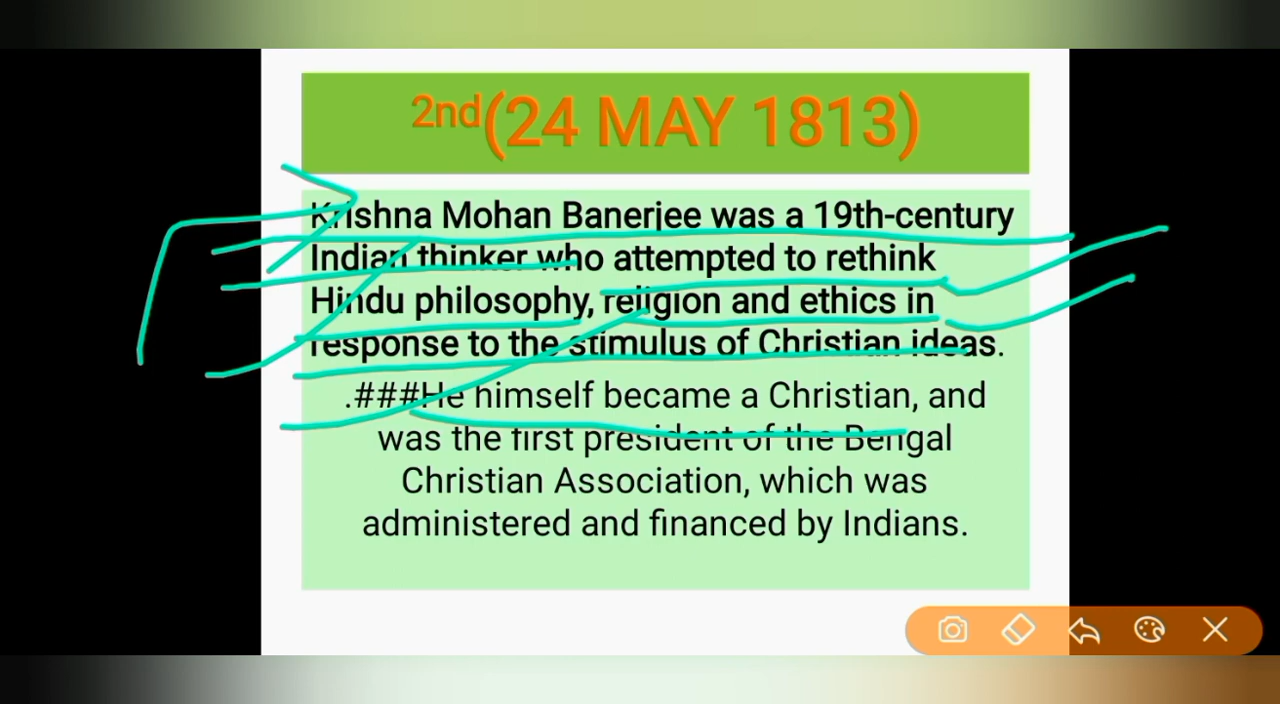 2nd(24 MAY 1813)
Krishna Mohan Banerjee was a 19th-century
Indian thinker who attempted to rethink
Hindu philosophy, religion and ethics in
response to the stimulus of Christian ideas.
.###He himself became a Christian, and
was the first president of the Bengal
Christian Association, which was
administered and financed by Indians.